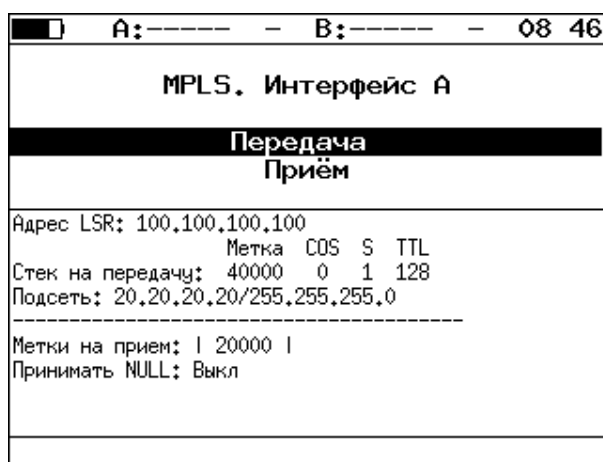 A:----- - B:----- - 08 46
MPLS. Интерфейс A
Передача
Приём
Адрес LSR: 100.100.100.100
Метка COS S TTL
Стек на передачу: 40000 0 1 128
Подсеть: 20.20.20.20/255.255.255.0
----------------------------------------
Метки на прием: | 20000 |
Принимать NULL: Выкл